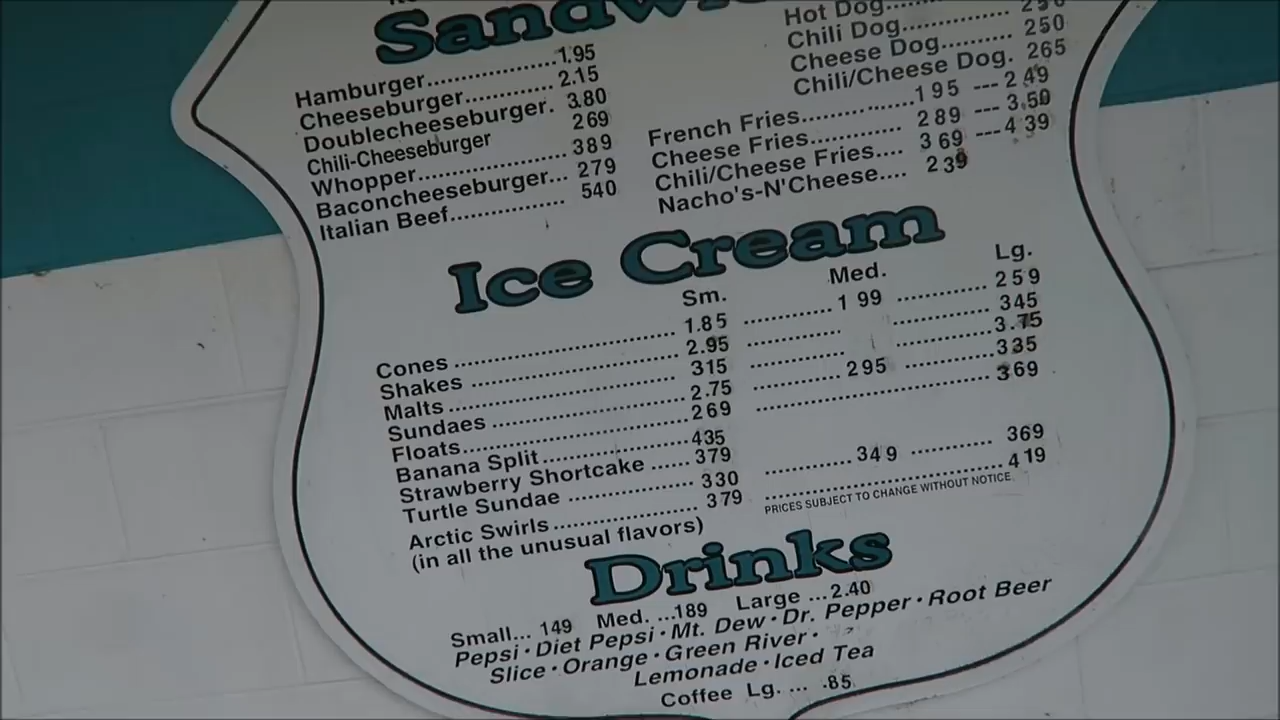 Hamburger.................1.95
Cheeseburger............. 2.15
Doublecheeseburger. 3.80
Chili-Cheeseburger 269
Whopper...................... 389
Baconcheeseburger... 279
Italian Beef................. 540
Hot Dog
Chili Dog.................
Cheese Dog.......... 250
Chili/Cheese Dog. 265
French Fries...............195 ---2.49
Cheese Fries............. 289 ---3.50
Chili/Cheese Fries.... 369 ---439
Nacho's-N'Cheese.... 239
Ice Cream
Sm. Med. Lg.
Cones 1.85 199 259
Shakes 2.95 345
Malts 315 3.75
Sundaes 2.75 295 335
Floats 269 369
Banana Split 435
Strawberry Shortcake ...... 379
Turtle Sundae 330 349 369
Arctic Swirls 379 419
(in all the unusual flavors)
PRICES SUBJECT TO CHANGE WITHOUT NOTICE.
Drinks
Small... 149 Med. ...189 Large ...2.40
Pepsi • Diet Pepsi • Mt. Dew • Dr. Pepper • Root Beer
Slice • Orange • Green River •
Lemonade • Iced Tea
Coffee Lg. ... .85